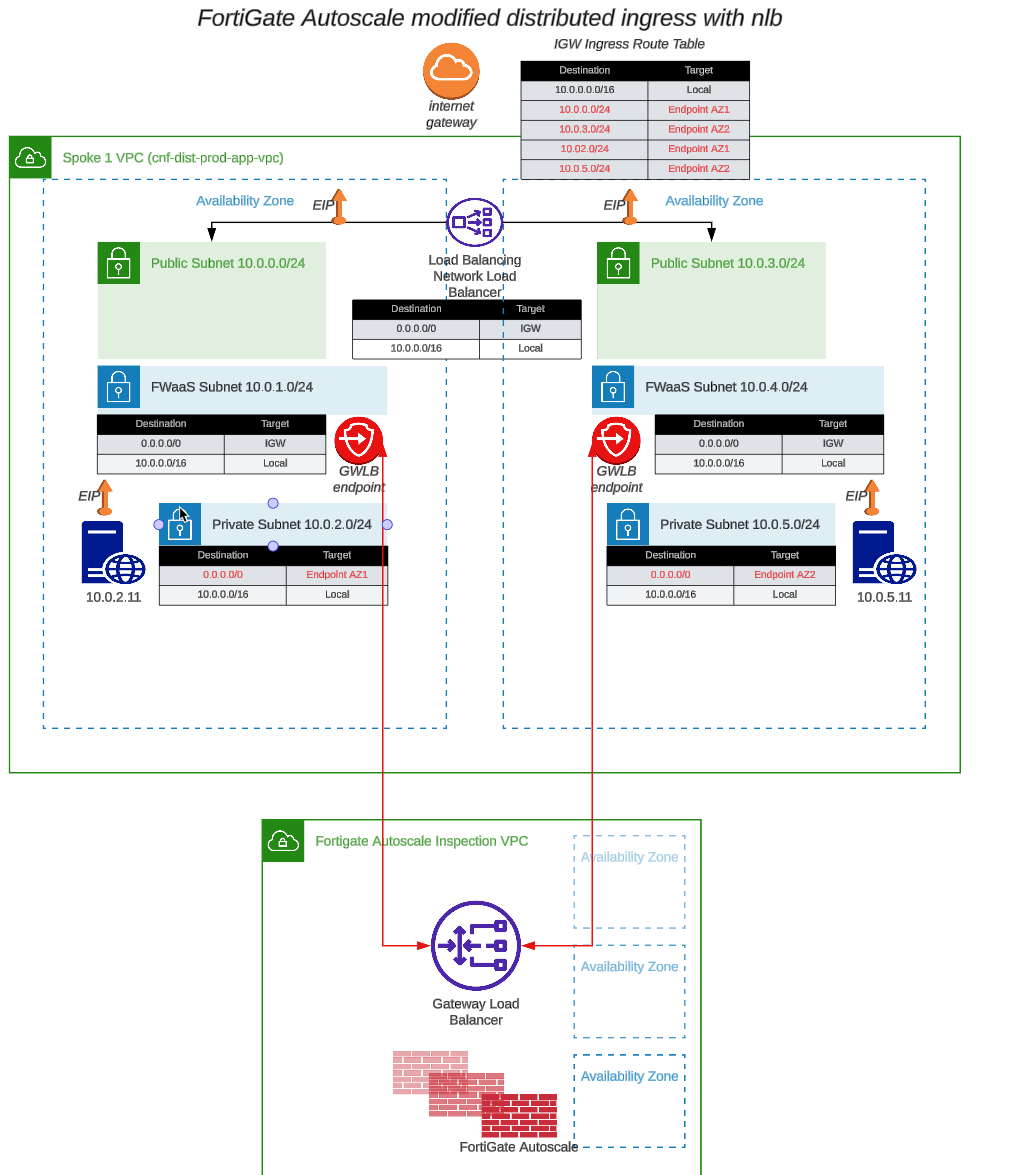 FortiGate Autoscale modified distributed ingress with nlb
IGW Ingress Route Table
internet
gateway
Destination Target
10.0.0.0.0/16 Local
10.0.0.0/24 Endpoint AZ1
10.0.3.0/24 Endpoint AZ2
10.02.0/24 Endpoint AZ1
10.0.5.0/24 Endpoint AZ2
Spoke 1 VPC (cnf-dist-prod-app-vpc)
Availability Zone
EIP
EIP
Availability Zone
Public Subnet 10.0.0.0/24
Load Balancing
Network Load
Balancer
Public Subnet 10.0.3.0/24
Destination Target
0.0.0.0/0 IGW
10.0.0.0/16 Local
FWaaS Subnet 10.0.1.0/24
Destination Target
0.0.0.0/0 IGW
10.0.0.0/16 Local
GWLB
endpoint
FWaaS Subnet 10.0.4.0/24
GWLB
endpoint
Destination Target
0.0.0.0/0 IGW
10.0.0.0/16 Local
EIP
Private Subnet 10.0.2.0/24
Destination Target
0.0.0.0/0 Endpoint AZ1
10.0.0.0/16 Local
10.0.2.11
Private Subnet 10.0.5.0/24
Destination Target
0.0.0.0/0 Endpoint AZ2
10.0.0.0/16 Local
EIP
10.0.5.11
Fortigate Autoscale Inspection VPC
Availability Zone
Availability Zone
Gateway Load
Balancer
Availability Zone
FortiGate Autoscale